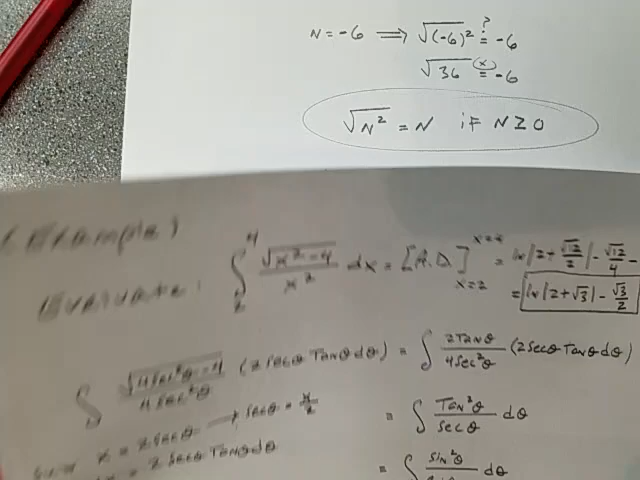 N = -6 ⟹ √(-6)² ?= -6
√36 (x)= -6
√N² = N if N ≥ 0
(Example)
Evaluate: ∫₂⁴ √x²-4 / x² dx = [A.D.]ₓ₌₂ˣ⁼⁴ = ln|2 + √12/2| - √12/4 -
= ln|2+√3| - √3/2
∫ √4sec²θ-4 / 4sec²θ (2secθ Tanθ dθ) = ∫ 2Tanθ / 4sec²θ (2secθ Tanθ dθ)
x = 2secθ → secθ = x/2
= ∫ Tan²θ / secθ dθ
= 2secθ Tanθ dθ
= ∫ sin²θ dθ